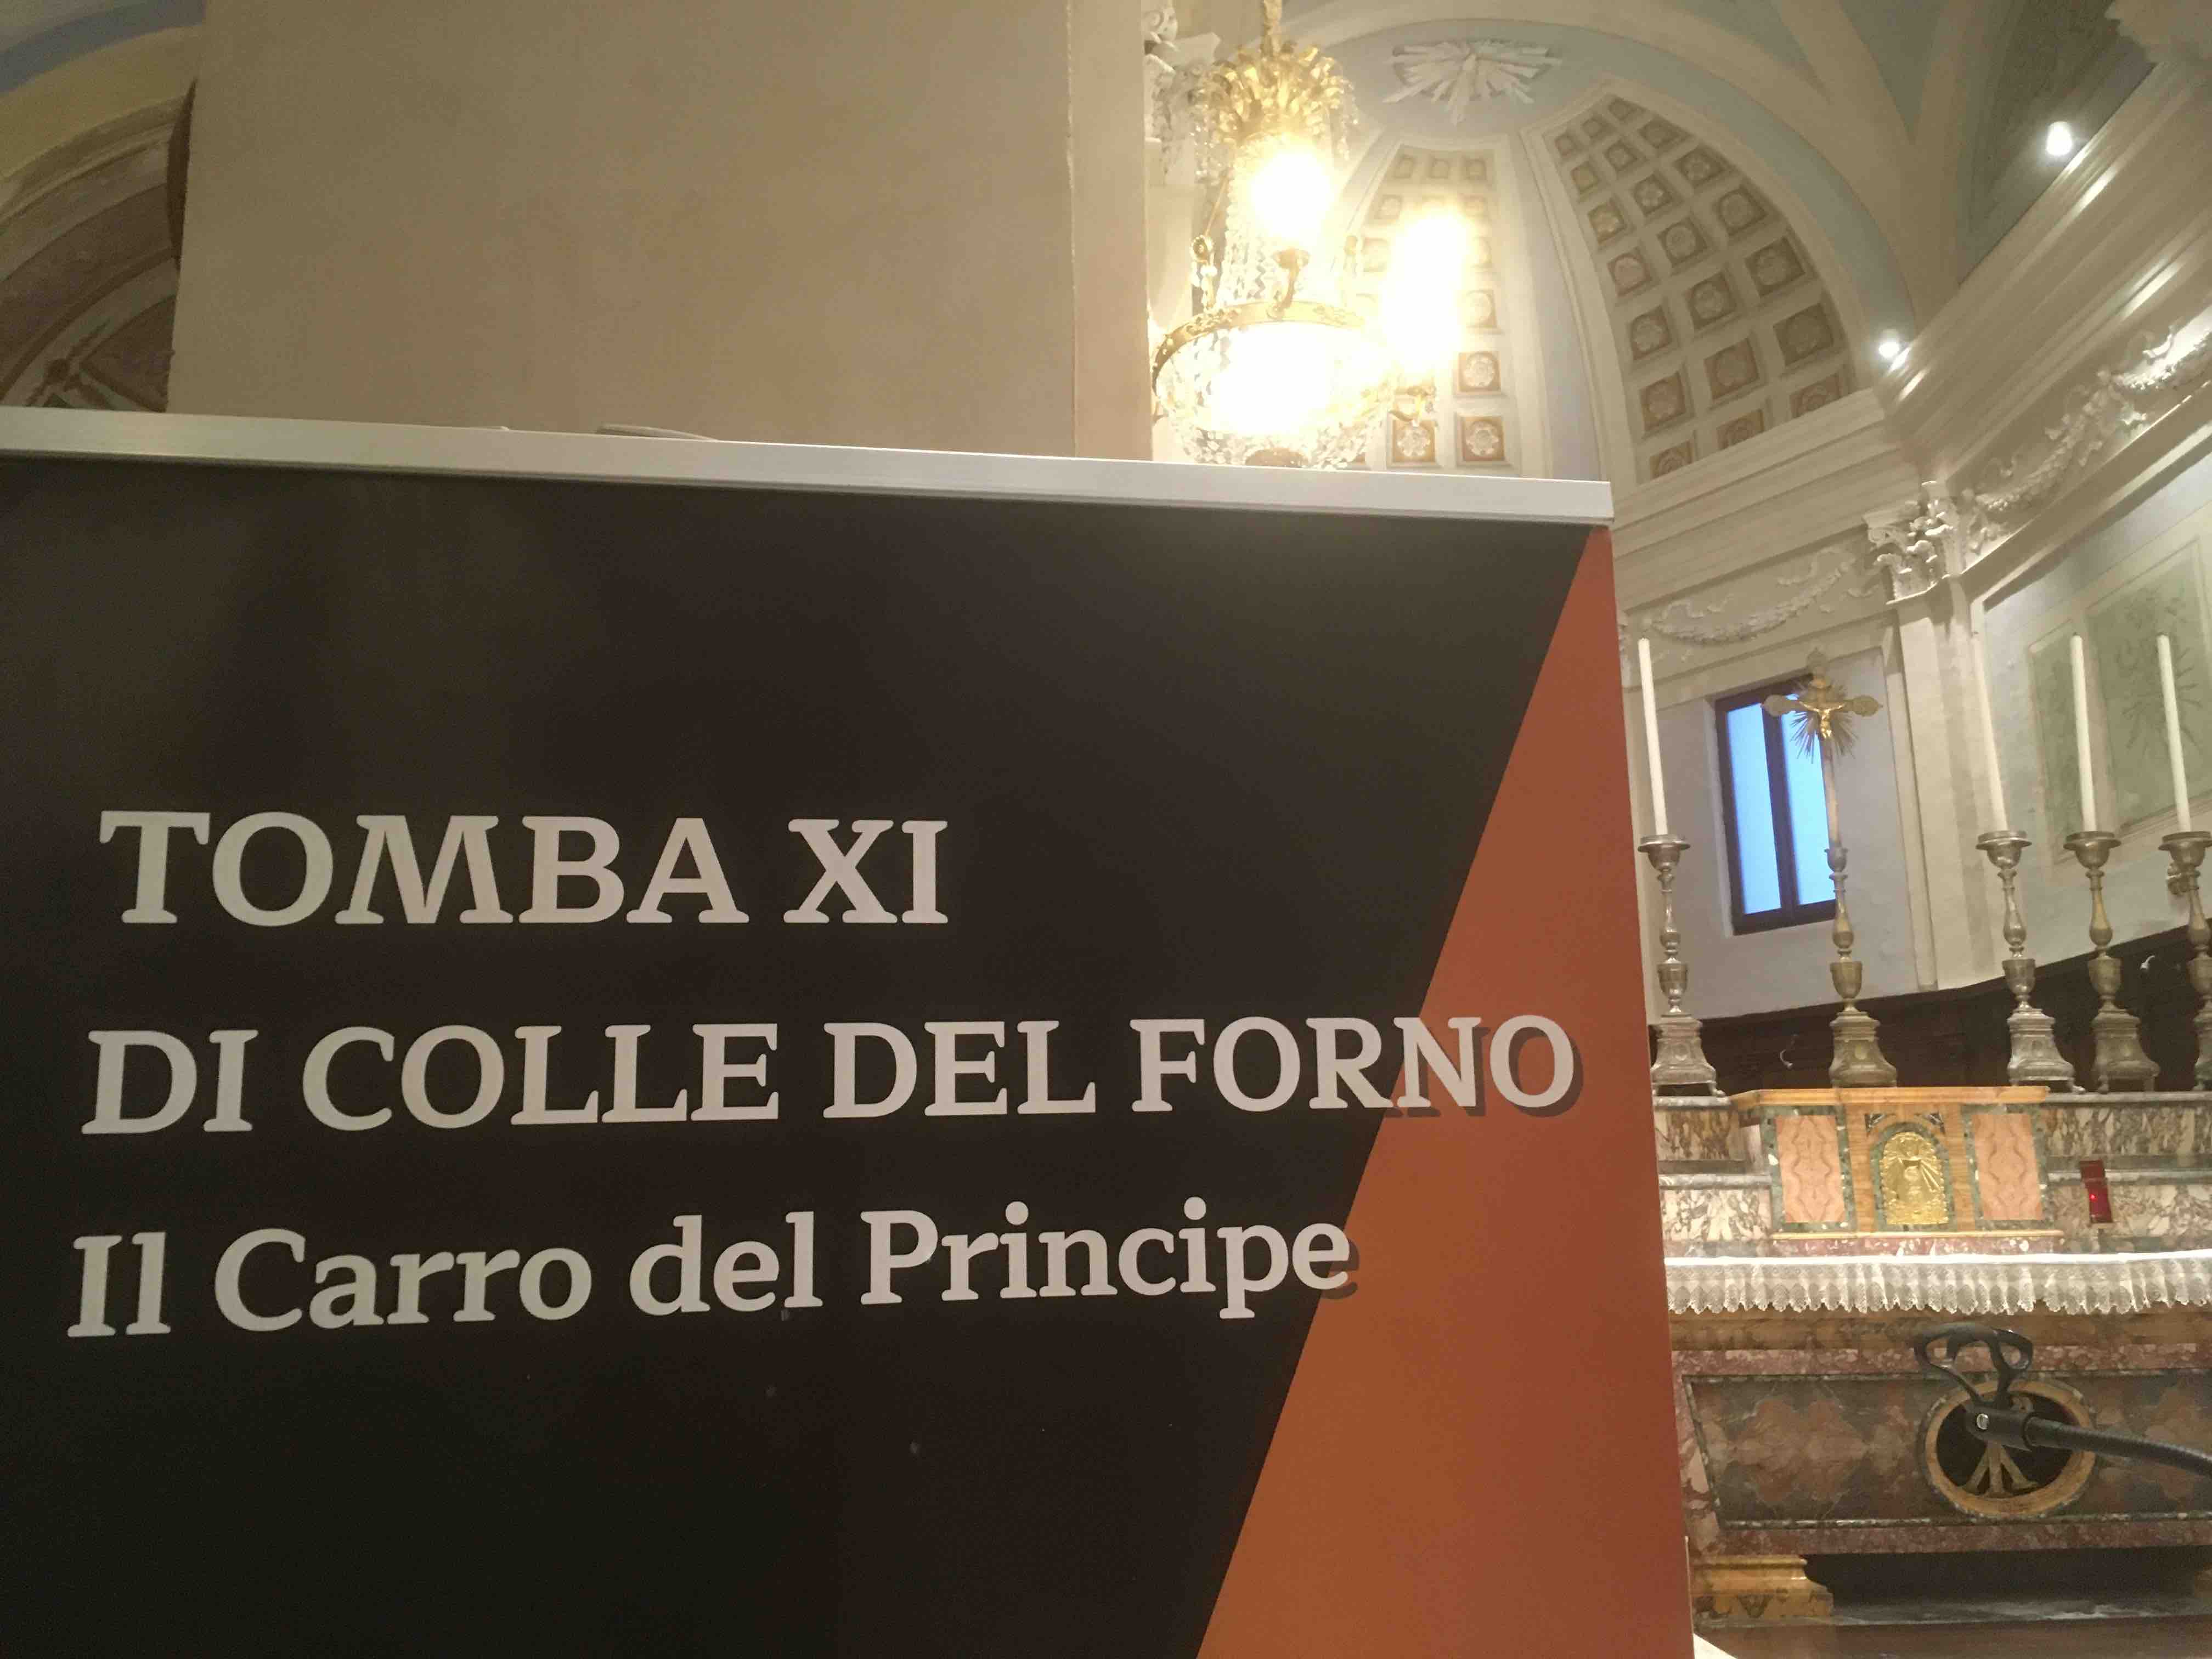 TOMBA XI
DI COLLE DEL FORNO
Il Carro del Principe